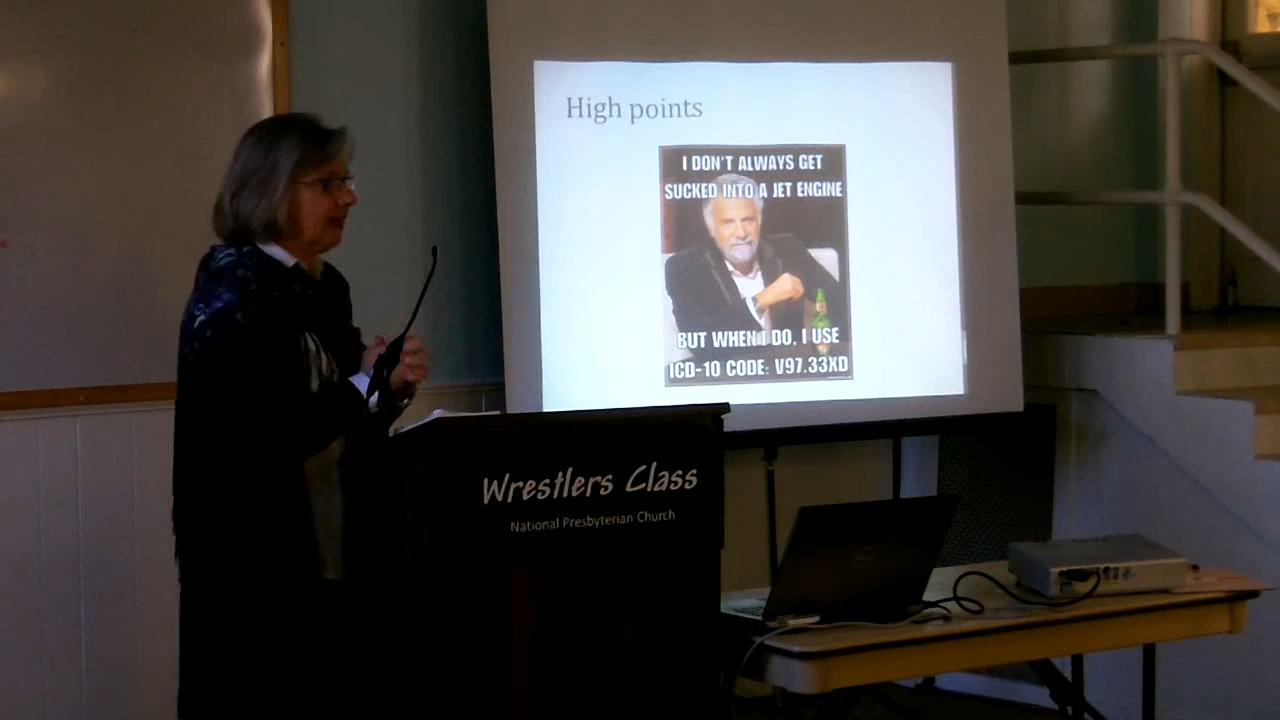 High points
I DON'T ALWAYS GET
SUCKED INTO A JET ENGINE
BUT WHEN I DO, I USE
ICD-10 CODE: V97.33XD
Wrestlers Class
National Presbyterian Church